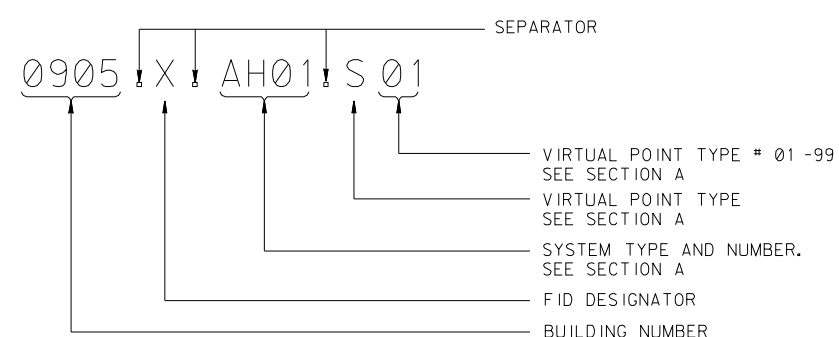 SEPARATOR
0905.X.AH01.S01
VIRTUAL POINT TYPE # 01-99
SEE SECTION A
VIRTUAL POINT TYPE
SEE SECTION A
SYSTEM TYPE AND NUMBER.
SEE SECTION A
FID DESIGNATOR
BUILDING NUMBER